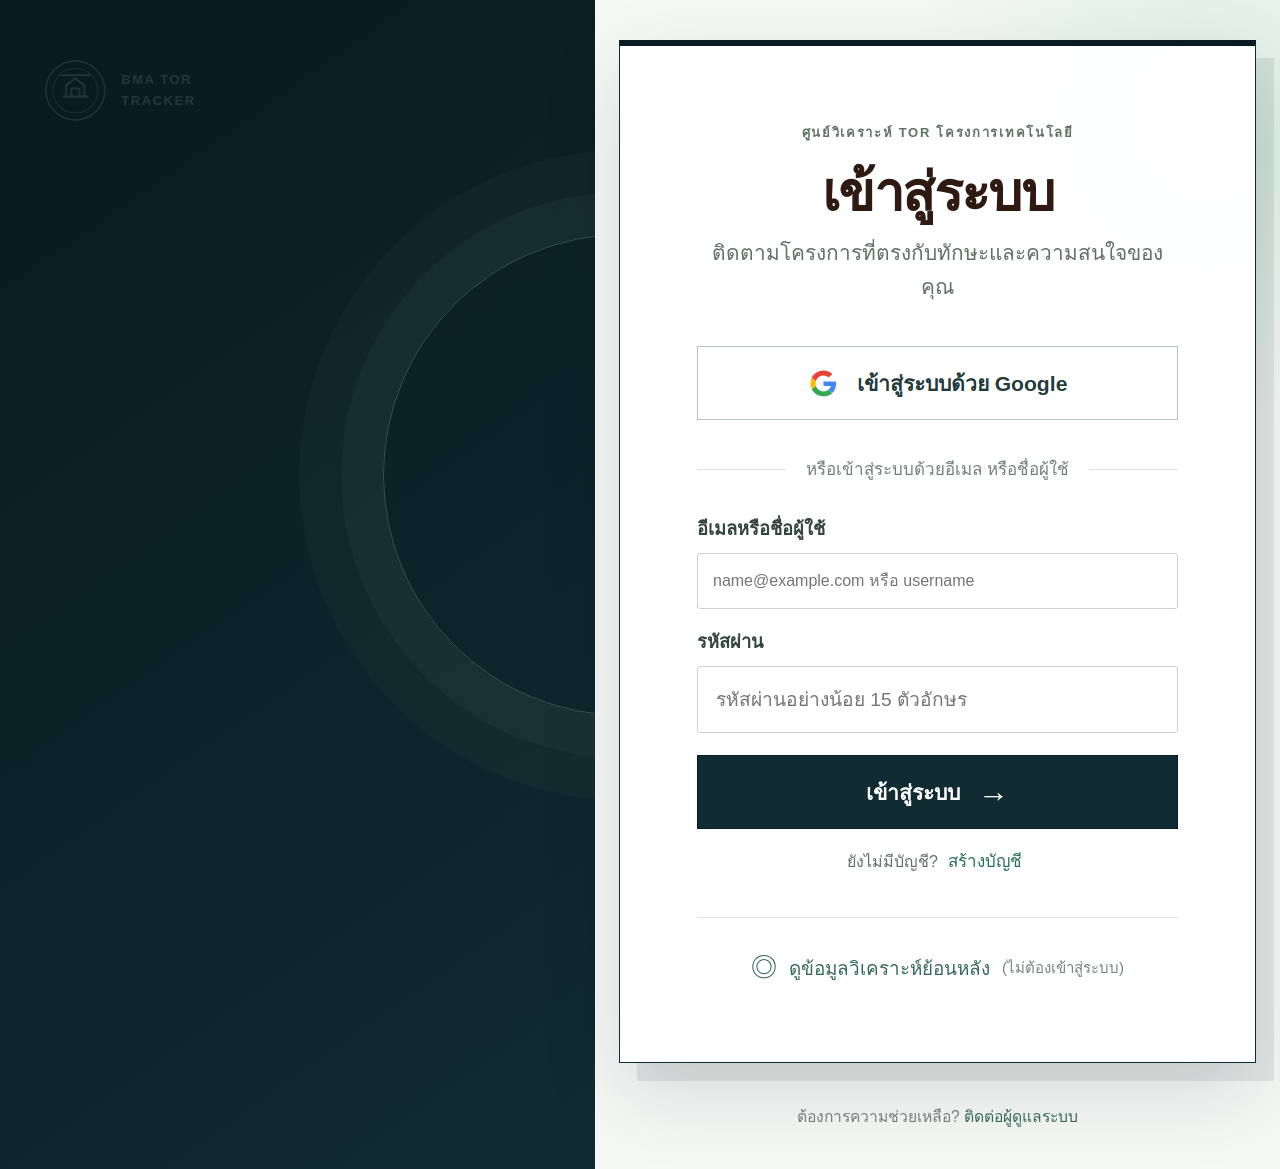 BMA TOR
TRACKER
ศูนย์วิเคราะห์ TOR โครงการเทคโนโลยี
เข้าสู่ระบบ
ติดตามโครงการที่ตรงกับทักษะและความสนใจของ
คุณ
เข้าสู่ระบบด้วย Google
หรือเข้าสู่ระบบด้วยอีเมล หรือชื่อผู้ใช้
อีเมลหรือชื่อผู้ใช้
name@example.com หรือ username
รหัสผ่าน
รหัสผ่านอย่างน้อย 15 ตัวอักษร
เข้าสู่ระบบ →
ยังไม่มีบัญชี? สร้างบัญชี
◎ ดูข้อมูลวิเคราะห์ย้อนหลัง (ไม่ต้องเข้าสู่ระบบ)
ต้องการความช่วยเหลือ? ติดต่อผู้ดูแลระบบ